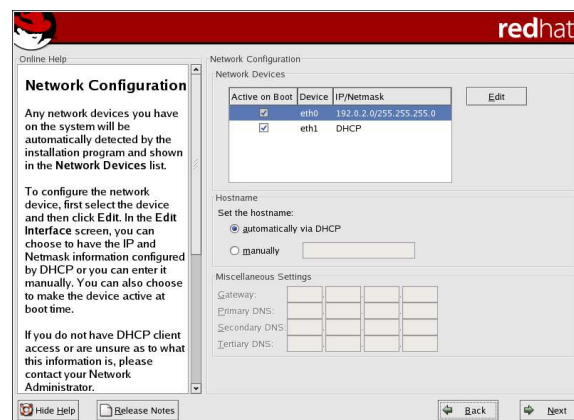 redhat
Online Help
Network Configuration
Any network devices you have
on the system will be
automatically detected by the
installation program and shown
in the Network Devices list.
To configure the network
device, first select the device
and then click Edit. In the Edit
Interface screen, you can
choose to have the IP and
Netmask information configured
by DHCP or you can enter it
manually. You can also choose
to make the device active at
boot time.
If you do not have DHCP client
access or are unsure as to what
this information is, please
contact your Network
Administrator.
Network Configuration
Network Devices
Active on Boot Device IP/Netmask
eth0 192.0.2.0/255.255.255.0
eth1 DHCP
Edit
Hostname
Set the hostname:
automatically via DHCP
manually
Miscellaneous Settings
Gateway:
Primary DNS:
Secondary DNS:
Tertiary DNS:
Hide Help Release Notes Back Next